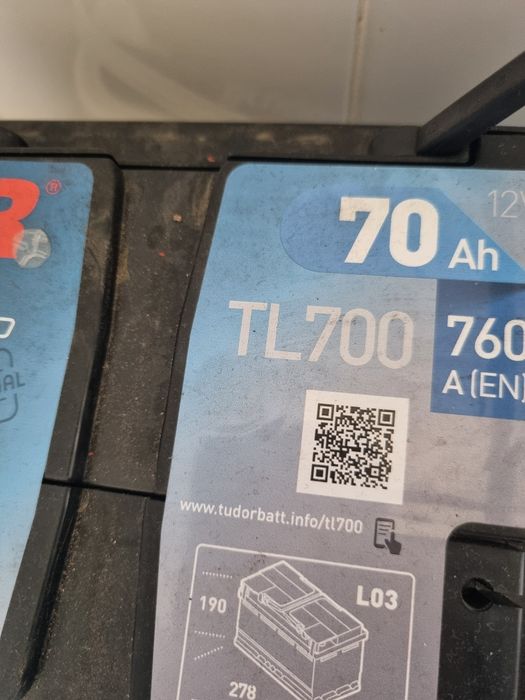 R®
70 Ah
12V
TL700
760
A (EN)
www.tudorbatt.info/tl700
L03
190
278